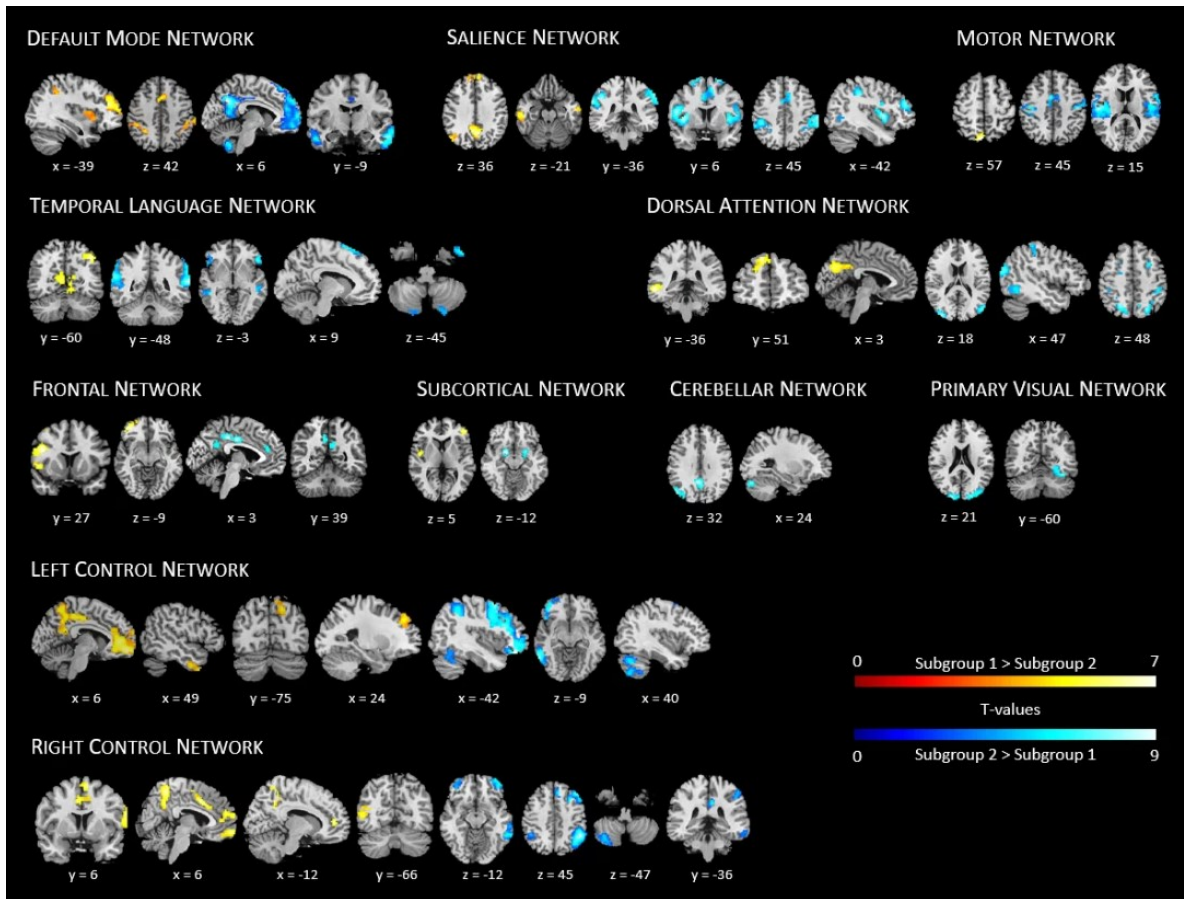 DEFAULT MODE NETWORK
SALIENCE NETWORK
MOTOR NETWORK
x = -39 z = 42 x = 6 y = -9
z = 36 z = -21 y = -36 y = 6 z = 45 x = -42
z = 57 z = 45 z = 15
TEMPORAL LANGUAGE NETWORK
DORSAL ATTENTION NETWORK
y = -60 y = -48 z = -3 x = 9 z = -45
y = -36 y = 51 x = 3 z = 18 x = 47 z = 48
FRONTAL NETWORK
SUBCORTICAL NETWORK
CEREBELLAR NETWORK
PRIMARY VISUAL NETWORK
y = 27 z = -9 x = 3 y = 39
z = 5 z = -12
z = 32 x = 24
z = 21 y = -60
LEFT CONTROL NETWORK
x = 6 x = 49 y = -75 x = 24 x = -42 z = -9 x = 40
0 Subgroup 1 > Subgroup 2 7
T-values
0 Subgroup 2 > Subgroup 1 9
RIGHT CONTROL NETWORK
y = 6 x = 6 x = -12 y = -66 z = -12 z = 45 z = -47 y = -36